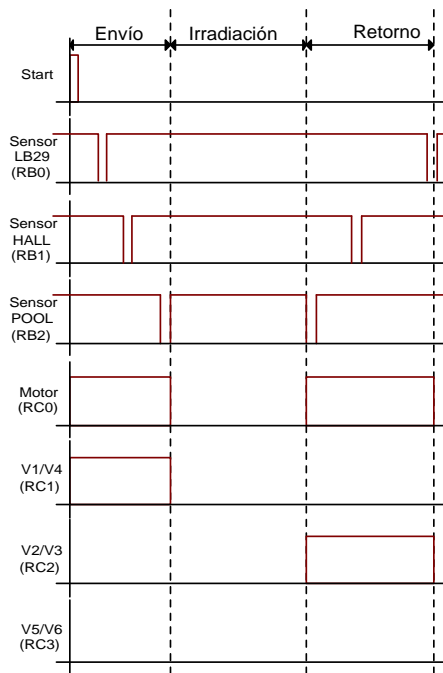 Envío
Irradiación
Retorno
Start
Sensor
LB29
(RB0)
Sensor
HALL
(RB1)
Sensor
POOL
(RB2)
Motor
(RC0)
V1/V4
(RC1)
V2/V3
(RC2)
V5/V6
(RC3)